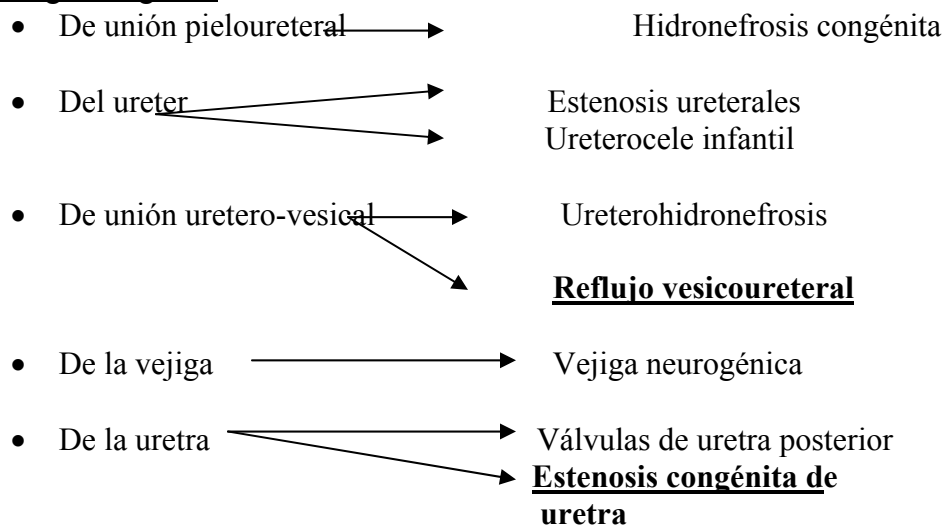 • De unión pieloureteral Hidronefrosis congénita
• Del ureter Estenosis ureterales
Ureterocele infantil
• De unión uretero-vesical Ureterohidronefrosis
Reflujo vesicoureteral
• De la vejiga Vejiga neurogénica
• De la uretra Válvulas de uretra posterior
Estenosis congénita de
uretra